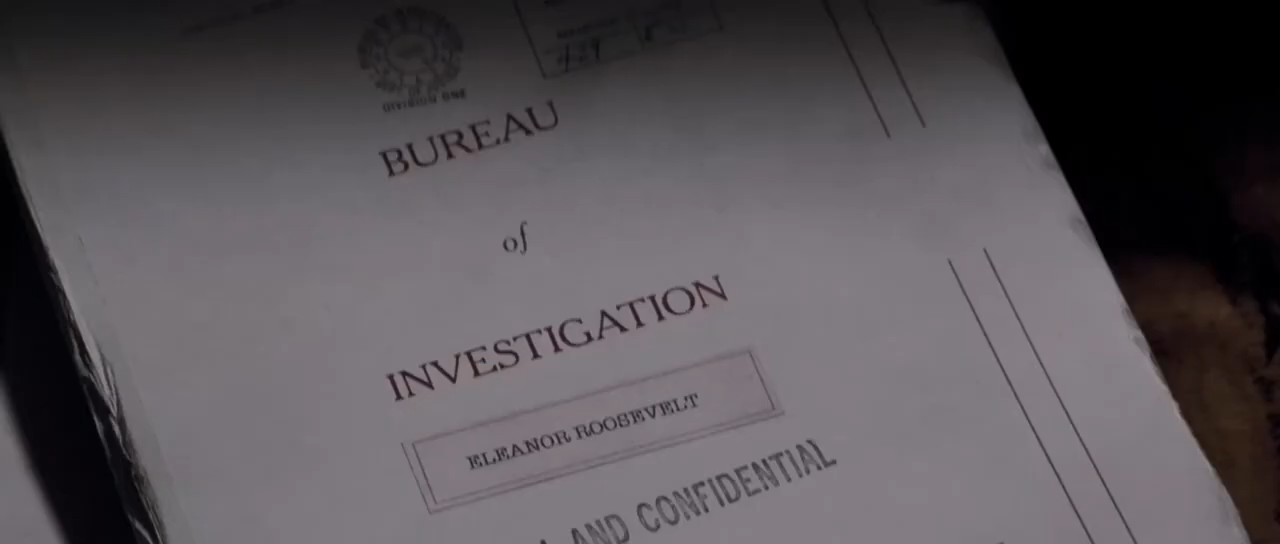 DIVISION ONE
BUREAU
of
INVESTIGATION
ELEANOR ROOSEVELT
AND CONFIDENTIAL